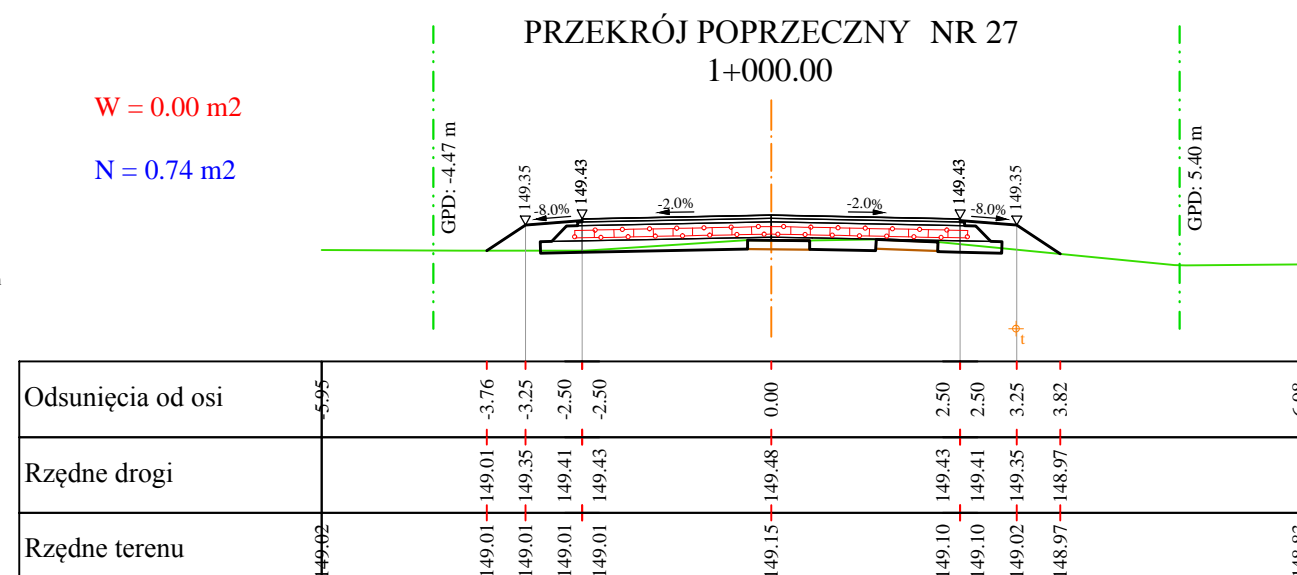 PRZEKRÓJ POPRZECZNY NR 27
1+000.00
W = 0.00 m2
N = 0.74 m2
GPD: -4.47 m
GPD: 5.40 m
149.35
149.43
149.43
149.35
-8.0%
-2.0%
-2.0%
-8.0%
t
Odsunięcia od osi -5.95 -3.76 -3.25 -2.50 -2.50 0.00 2.50 2.50 3.25 3.82
Rzędne drogi 149.01 149.35 149.41 149.43 149.48 149.43 149.41 149.35 148.97
Rzędne terenu 149.02 149.01 149.01 149.01 149.01 149.15 149.10 149.10 149.02 148.97